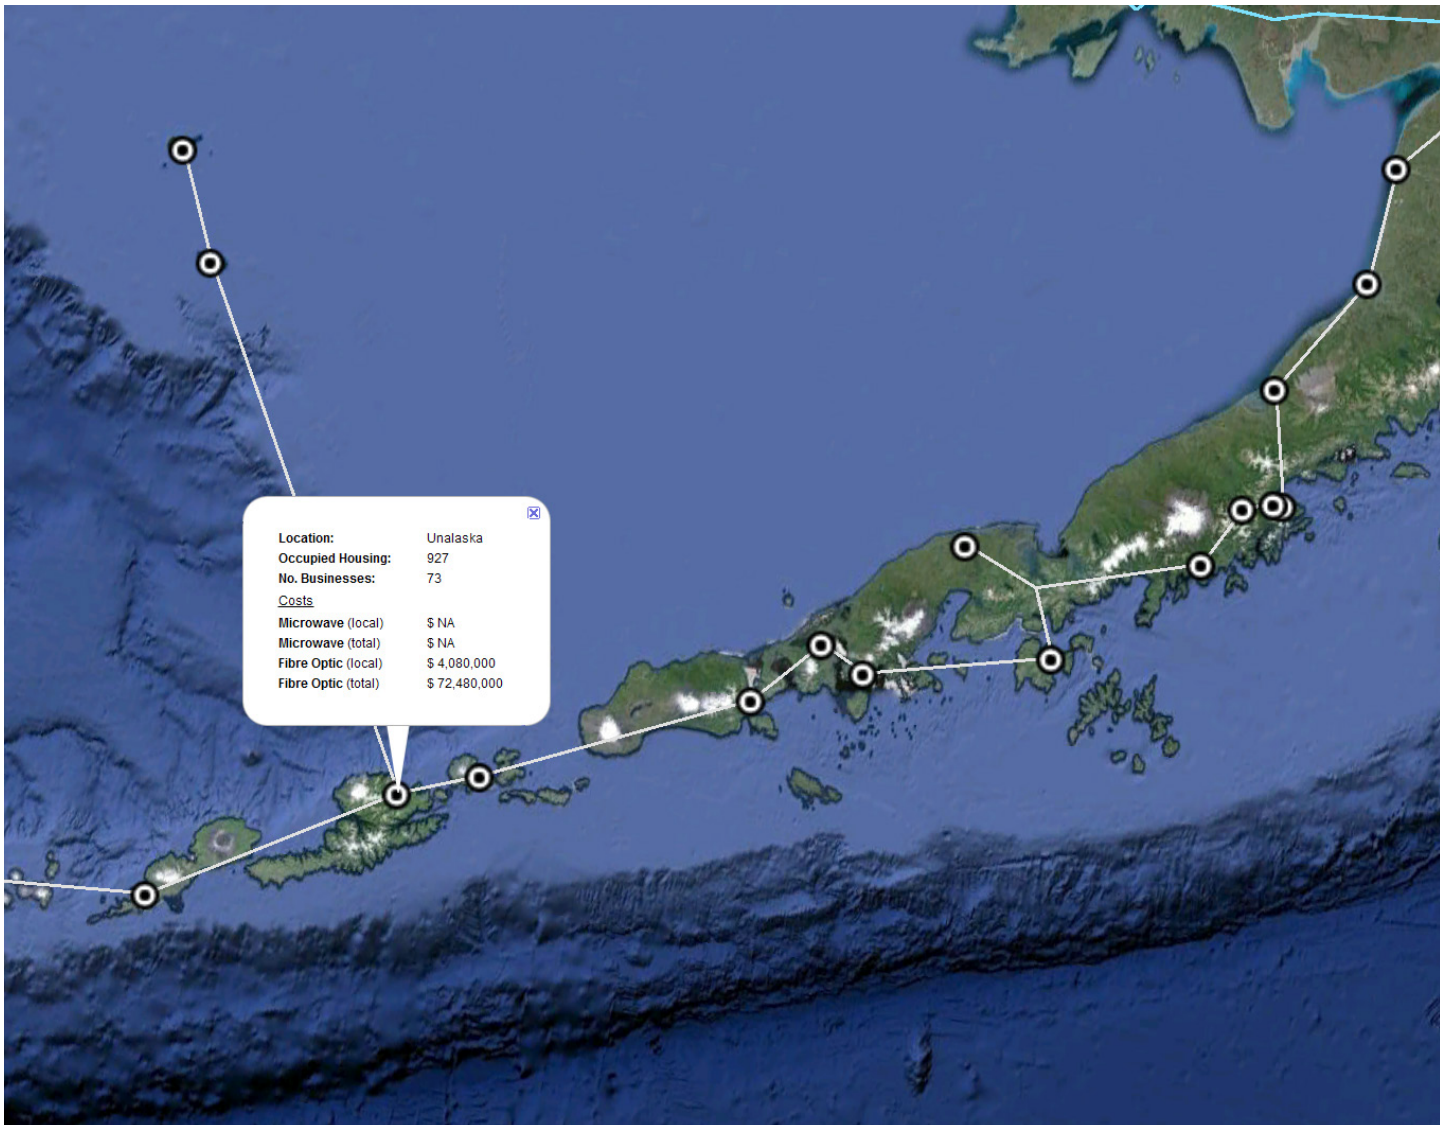 Location: Unalaska
Occupied Housing: 927
No. Businesses: 73
Costs
Microwave (local) $ NA
Microwave (total) $ NA
Fibre Optic (local) $ 4,080,000
Fibre Optic (total) $ 72,480,000